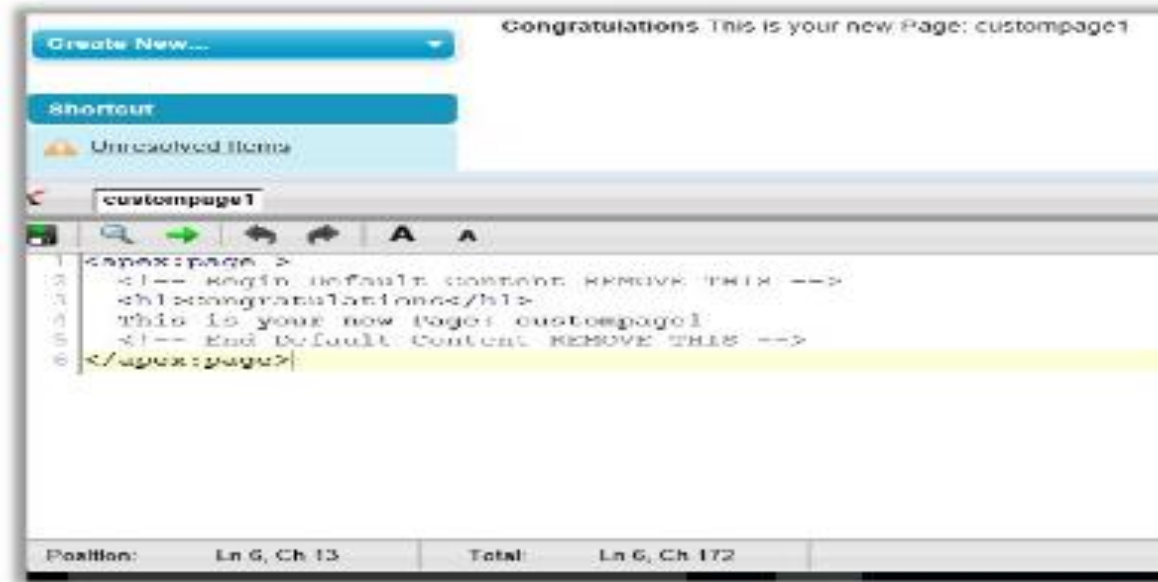 Congratulations This is your new Page: custompage1
Create New...
Shortcut
Unresolved Items
custompage1
A A
1 <apex:page >
2 <!-- Begin Default Content REMOVE THIS -->
3 <h1>Congratulations</h1>
4 This is your new Page: custompage1
5 <!-- End Default Content REMOVE THIS -->
6 </apex:page>
Position: Ln 6, Ch 13 Total: Ln 6, Ch 172